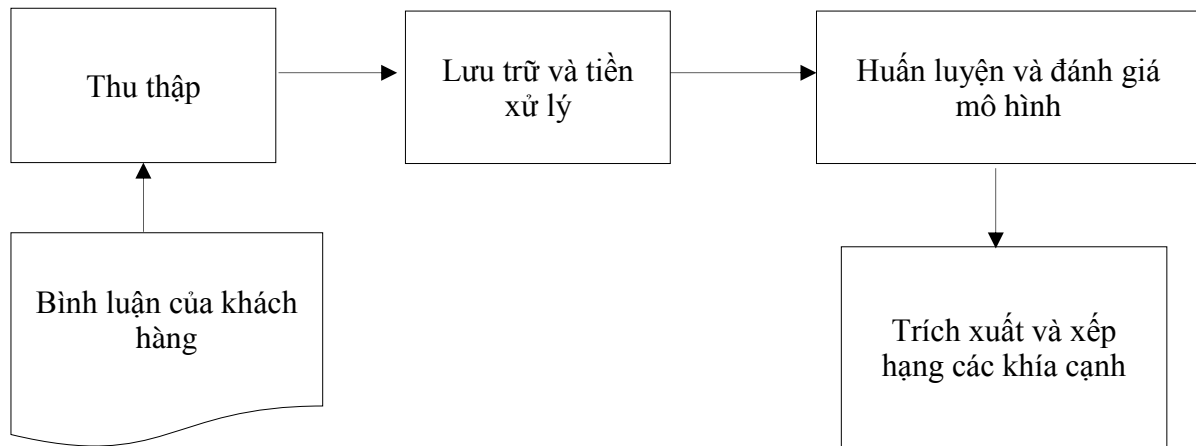 Thu thập
Lưu trữ và tiền
xử lý
Huấn luyện và đánh giá
mô hình
Bình luận của khách
hàng
Trích xuất và xếp
hạng các khía cạnh